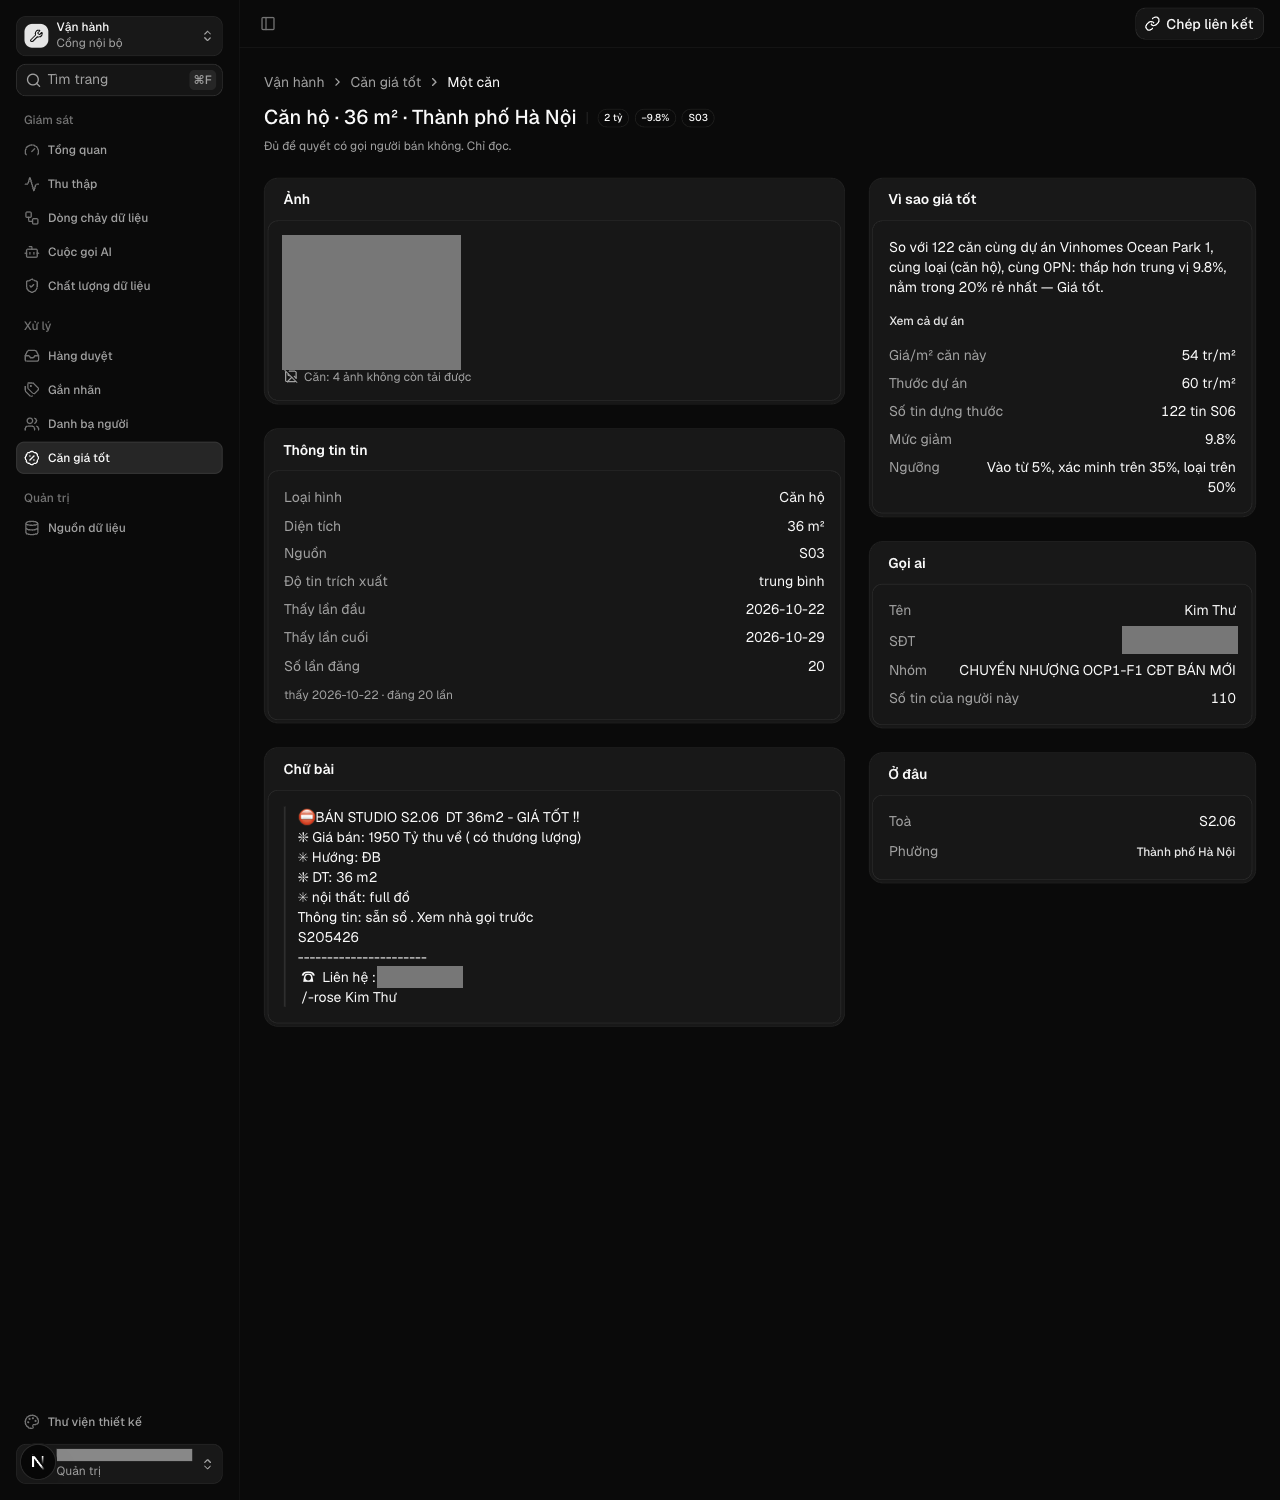 Vận hành
Cổng nội bộ
Tìm trang
⌘F
Giám sát
Tổng quan
Thu thập
Dòng chảy dữ liệu
Cuộc gọi AI
Chất lượng dữ liệu
Xử lý
Hàng duyệt
Gắn nhãn
Danh bạ người
Căn giá tốt
Quản trị
Nguồn dữ liệu
Thư viện thiết kế
N
Quản trị
Chép liên kết
Vận hành > Căn giá tốt > Một căn
Căn hộ · 36 m² · Thành phố Hà Nội
2 tỷ
−9.8%
S03
Đủ để quyết có gọi người bán không. Chỉ đọc.
Ảnh
Căn: 4 ảnh không còn tải được
Thông tin tin
Loại hình Căn hộ
Diện tích 36 m²
Nguồn S03
Độ tin trích xuất trung bình
Thấy lần đầu 2026-10-22
Thấy lần cuối 2026-10-29
Số lần đăng 20
thấy 2026-10-22 · đăng 20 lần
Chữ bài
⛔BÁN STUDIO S2.06  DT 36m2 - GIÁ TỐT ‼
❇ Giá bán: 1950 Tỷ thu về ( có thương lượng)
✳ Hướng: ĐB
❇ DT: 36 m2
✳ nội thất: full đồ
Thông tin: sẵn sổ . Xem nhà gọi trước
S205426
----------------------
☎ Liên hệ :
/-rose Kim Thư
Vì sao giá tốt
So với 122 căn cùng dự án Vinhomes Ocean Park 1,
cùng loại (căn hộ), cùng 0PN: thấp hơn trung vị 9.8%,
nằm trong 20% rẻ nhất — Giá tốt.
Xem cả dự án
Giá/m² căn này 54 tr/m²
Thước dự án 60 tr/m²
Số tin dựng thước 122 tin S06
Mức giảm 9.8%
Ngưỡng Vào từ 5%, xác minh trên 35%, loại trên
50%
Gọi ai
Tên Kim Thư
SĐT
Nhóm CHUYỂN NHƯỢNG OCP1-F1 CĐT BÁN MỚI
Số tin của người này 110
Ở đâu
Toà S2.06
Phường Thành phố Hà Nội